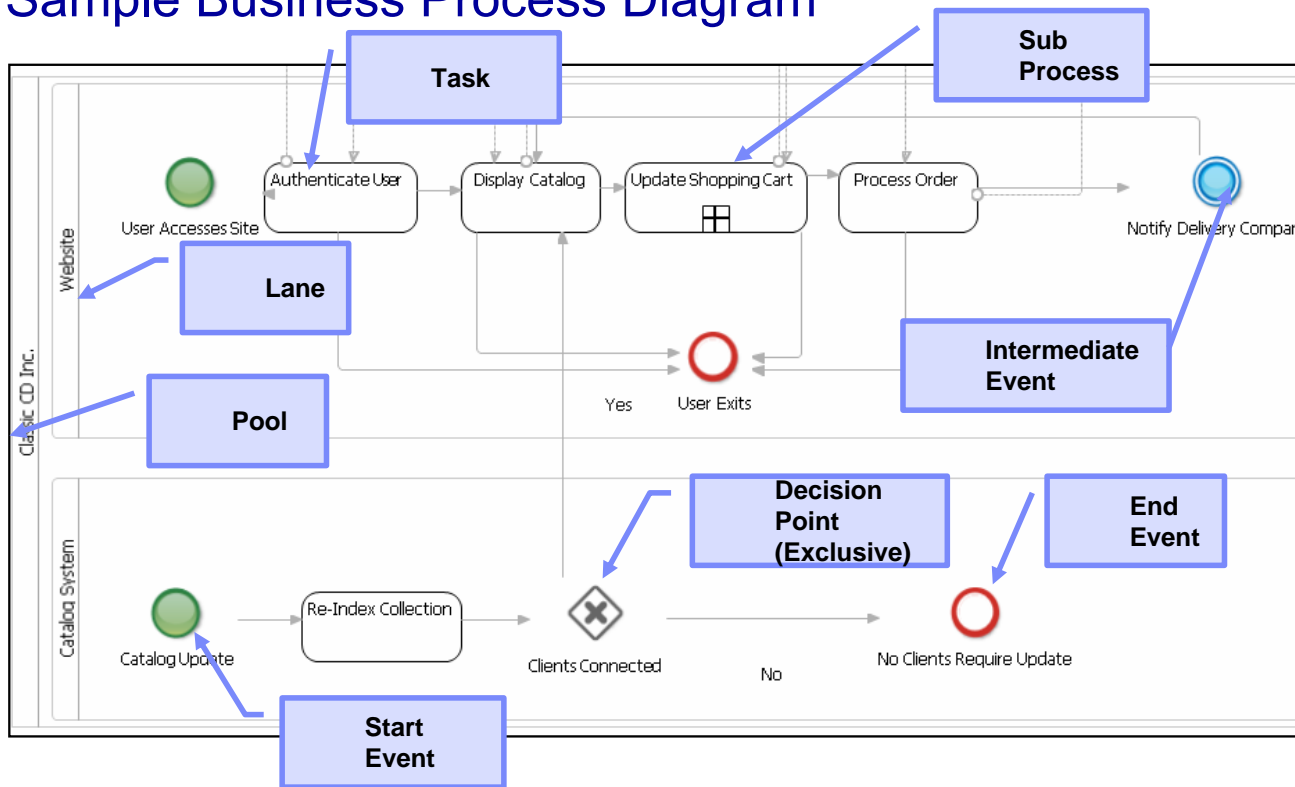 Sample Business Process Diagram
Task
Sub
Process
Authenticate User
Display Catalog
Update Shopping Cart
Process Order
User Accesses Site
Notify Delivery Compan
Website
Lane
Intermediate
Event
Classic CD Inc.
Pool
Yes
User Exits
Decision
Point
(Exclusive)
End
Event
Catalog System
Re-Index Collection
Catalog Update
Clients Connected
No
No Clients Require Update
Start
Event